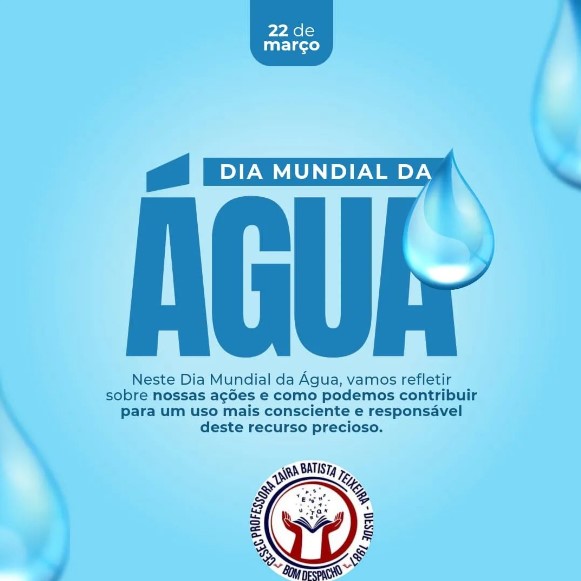 22 de
março
DIA MUNDIAL DA
ÁGUA
Neste Dia Mundial da Água, vamos refletir
sobre nossas ações e como podemos contribuir
para um uso mais consciente e responsável
deste recurso precioso.
CESEC PROFESSORA ZAÍRA BATISTA TEIXEIRA - DESDE 1987
BOM DESPACHO